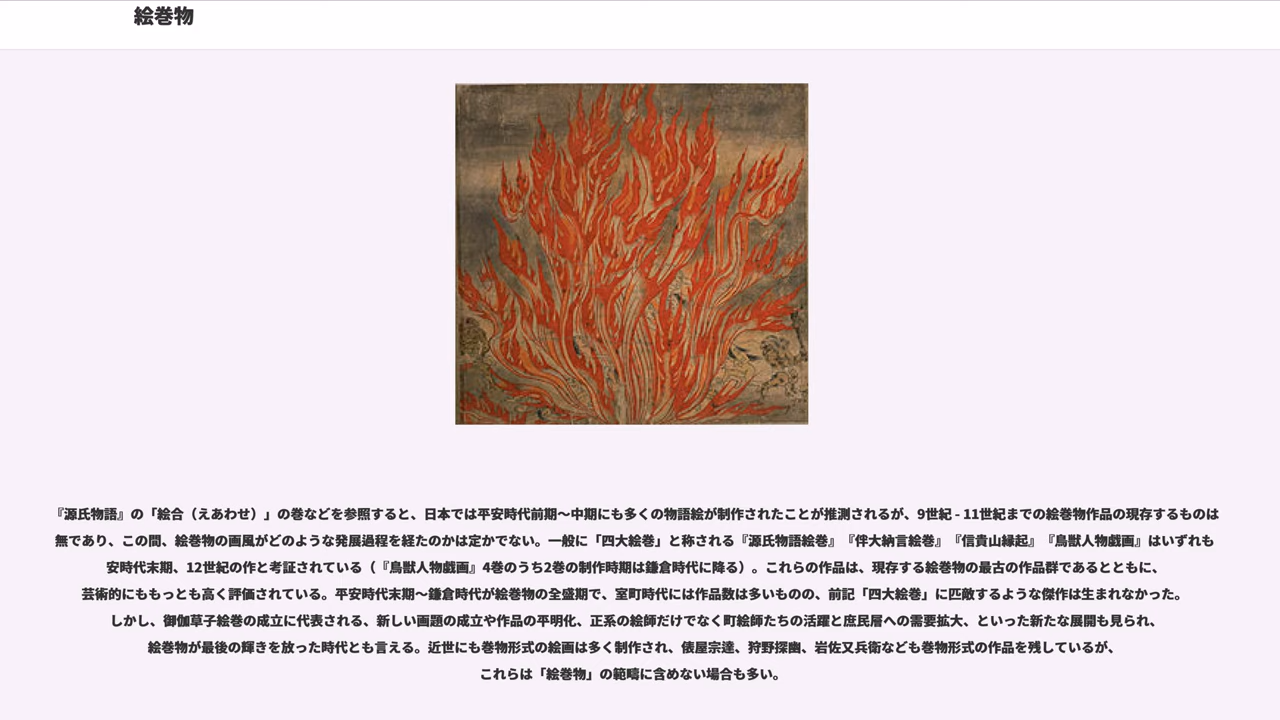 絵巻物
『源氏物語』の「絵合（えあわせ）」の巻などを参照すると、日本では平安時代前期〜中期にも多くの物語絵が制作されたことが推測されるが、9世紀 - 11世紀までの絵巻物作品の現存するものは
無であり、この間、絵巻物の画風がどのような発展過程を経たのかは定かでない。一般に「四大絵巻」と称される『源氏物語絵巻』『伴大納言絵巻』『信貴山縁起』『鳥獣人物戯画』はいずれも
安時代末期、12世紀の作と考証されている（『鳥獣人物戯画』4巻のうち2巻の制作時期は鎌倉時代に降る）。これらの作品は、現存する絵巻物の最古の作品群であるとともに、
芸術的にももっとも高く評価されている。平安時代末期〜鎌倉時代が絵巻物の全盛期で、室町時代には作品数は多いものの、前記「四大絵巻」に匹敵するような傑作は生まれなかった。
しかし、御伽草子絵巻の成立に代表される、新しい画題の成立や作品の平明化、正系の絵師だけでなく町絵師たちの活躍と庶民層への需要拡大、といった新たな展開も見られ、
絵巻物が最後の輝きを放った時代とも言える。近世にも巻物形式の絵画は多く制作され、俵屋宗達、狩野探幽、岩佐又兵衛なども巻物形式の作品を残しているが、
これらは「絵巻物」の範疇に含めない場合も多い。